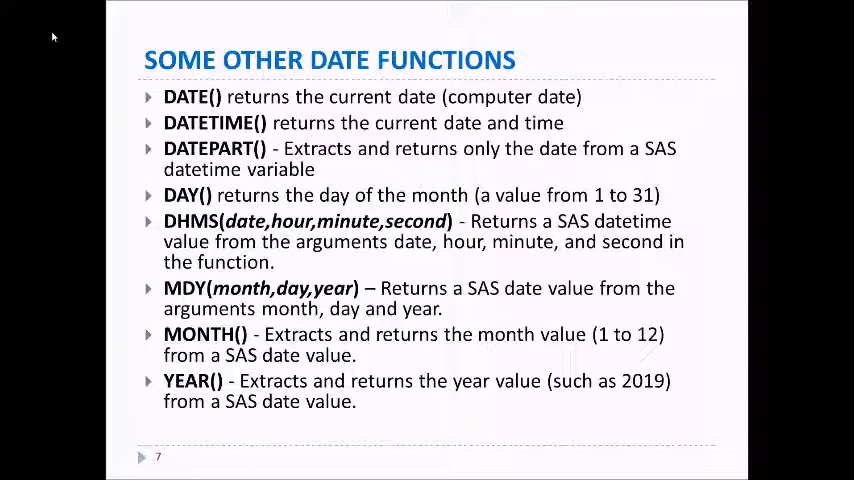 SOME OTHER DATE FUNCTIONS
DATE() returns the current date (computer date)
DATETIME() returns the current date and time
DATEPART() - Extracts and returns only the date from a SAS
datetime variable
DAY() returns the day of the month (a value from 1 to 31)
DHMS(date,hour,minute,second) - Returns a SAS datetime
value from the arguments date, hour, minute, and second in
the function.
MDY(month,day,year) – Returns a SAS date value from the
arguments month, day and year.
MONTH() - Extracts and returns the month value (1 to 12)
from a SAS date value.
YEAR() - Extracts and returns the year value (such as 2019)
from a SAS date value.
7